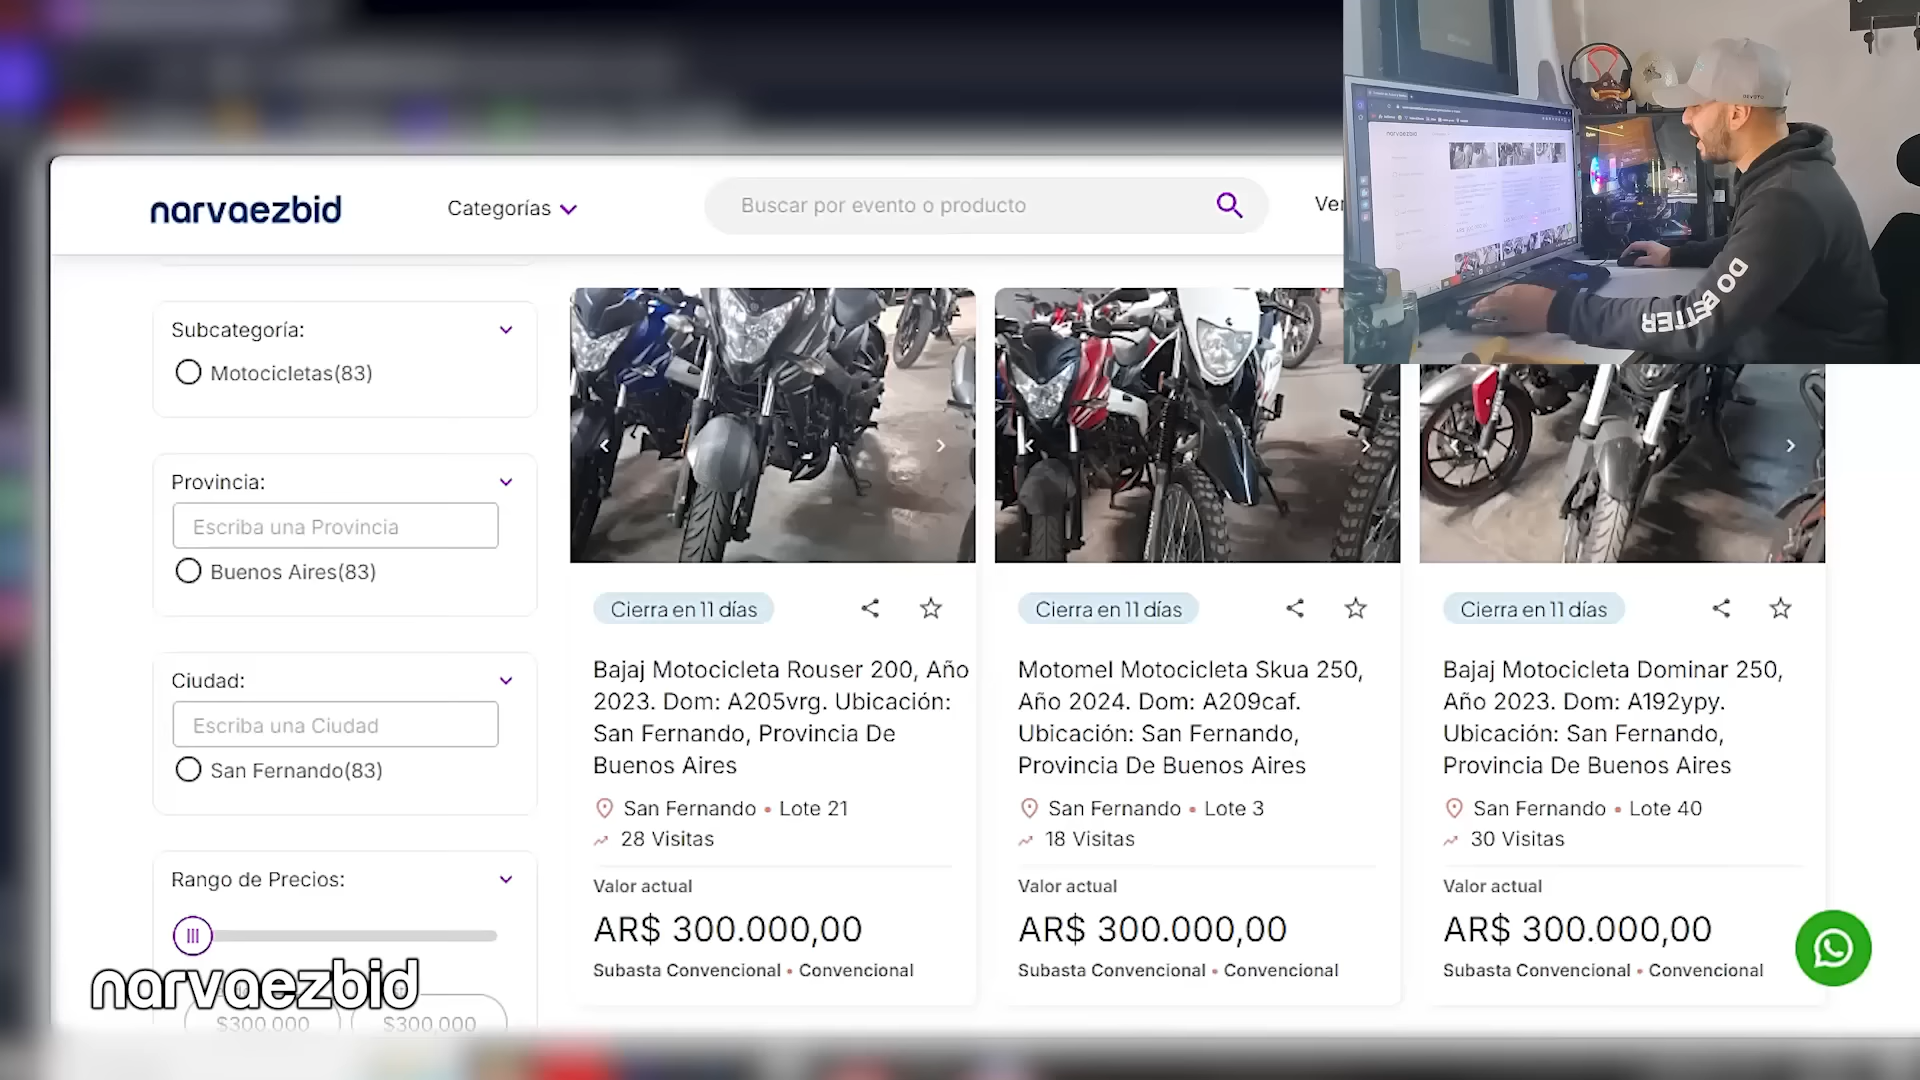 narvaezbid
Categorías
Buscar por evento o producto
Ver
Subcategoría:
Motocicletas(83)
Provincia:
Escriba una Provincia
Buenos Aires(83)
Ciudad:
Escriba una Ciudad
San Fernando(83)
Rango de Precios:
$300.000
$300.000
narvaezbid
Cierra en 11 días
Bajaj Motocicleta Rouser 200, Año
2023. Dom: A205vrg. Ubicación:
San Fernando, Provincia De
Buenos Aires
San Fernando • Lote 21
28 Visitas
Valor actual
AR$ 300.000,00
Subasta Convencional • Convencional
Cierra en 11 días
Motomel Motocicleta Skua 250,
Año 2024. Dom: A209caf.
Ubicación: San Fernando,
Provincia De Buenos Aires
San Fernando • Lote 3
18 Visitas
Valor actual
AR$ 300.000,00
Subasta Convencional • Convencional
Cierra en 11 días
Bajaj Motocicleta Dominar 250,
Año 2023. Dom: A192ypy.
Ubicación: San Fernando,
Provincia De Buenos Aires
San Fernando • Lote 40
30 Visitas
Valor actual
AR$ 300.000,00
Subasta Convencional • Convencional
narvaezbid
DO BETTER